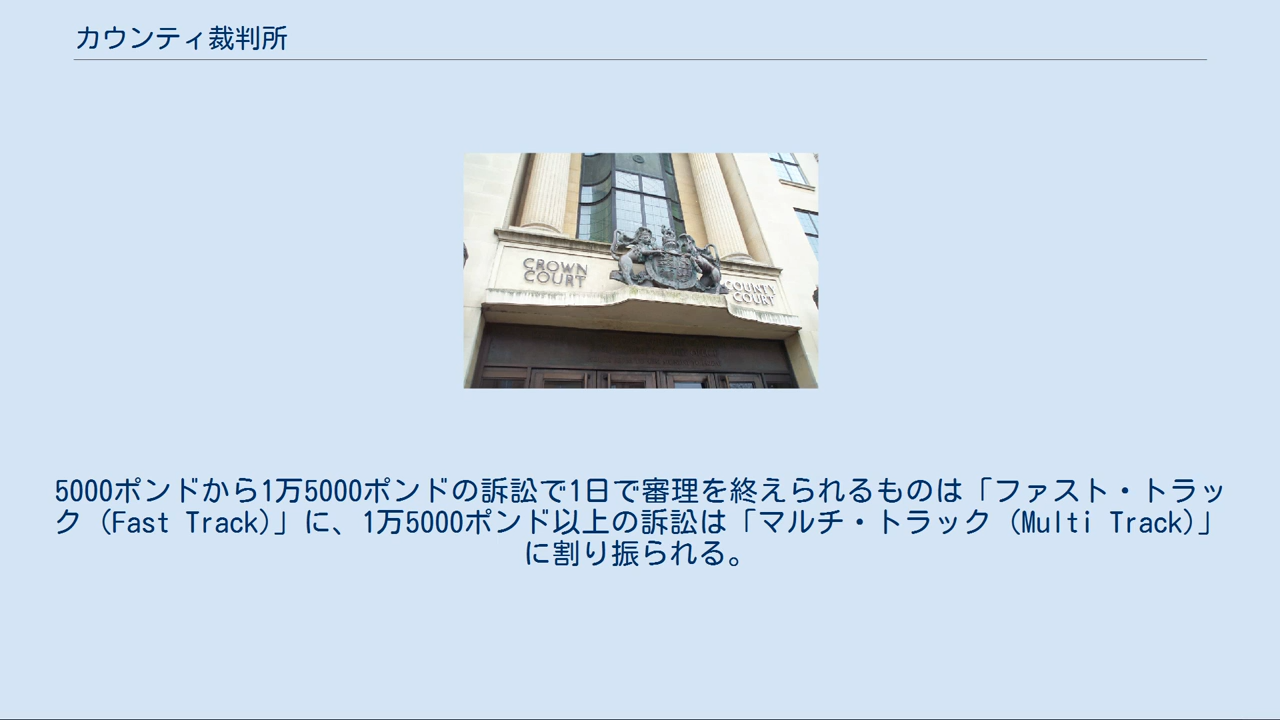 カウンティ裁判所
CROWN
COURT
COUNTY
COURT
5000ポンドから1万5000ポンドの訴訟で1日で審理を終えられるものは「ファスト・トラッ
ク（Fast Track)」に、1万5000ポンド以上の訴訟は「マルチ・トラック（Multi Track)」
に割り振られる。